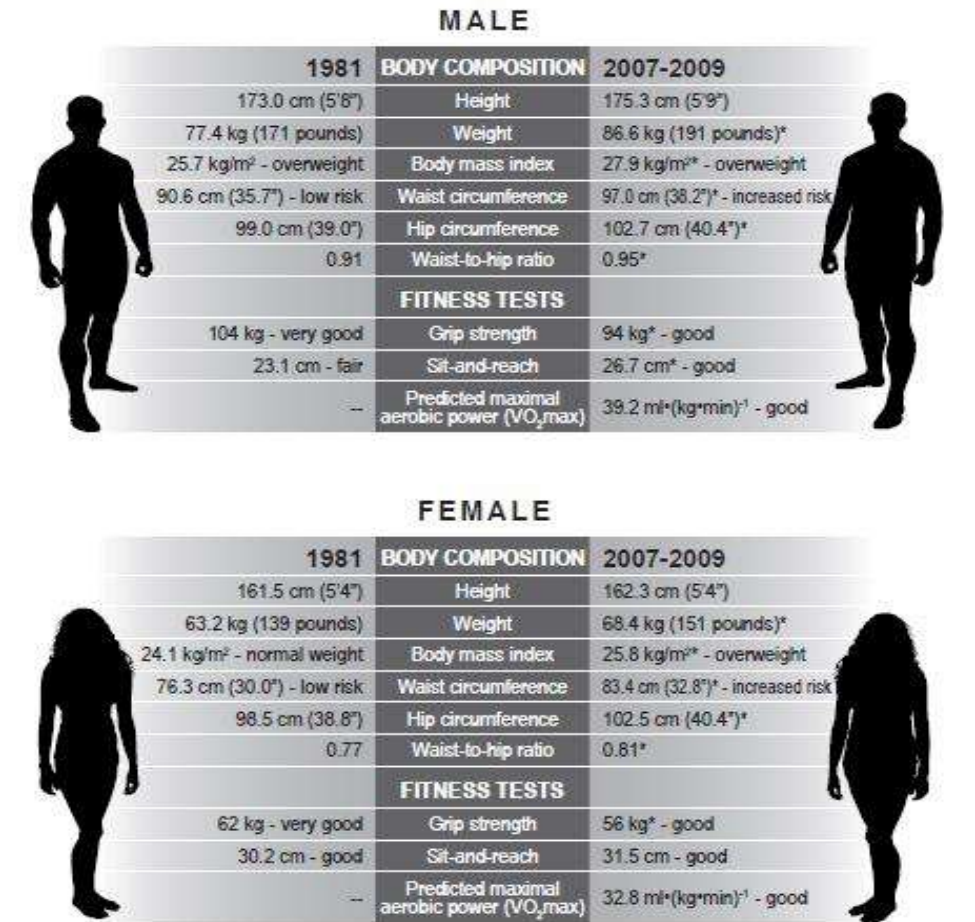 MALE
1981 BODY COMPOSITION 2007-2009
173.0 cm (5'8") Height 175.3 cm (5'9")
77.4 kg (171 pounds) Weight 86.6 kg (191 pounds)*
25.7 kg/m² - overweight Body mass index 27.9 kg/m²* - overweight
90.6 cm (35.7") - low risk Waist circumference 97.0 cm (38.2")* - increased risk
99.0 cm (39.0") Hip circumference 102.7 cm (40.4")*
0.91 Waist-to-hip ratio 0.95*
FITNESS TESTS
104 kg - very good Grip strength 94 kg* - good
23.1 cm - fair Sit-and-reach 26.7 cm* - good
Predicted maximal
-- aerobic power (VO₂max) 39.2 ml•(kg•min)⁻¹ - good
FEMALE
1981 BODY COMPOSITION 2007-2009
161.5 cm (5'4") Height 162.3 cm (5'4")
63.2 kg (139 pounds) Weight 68.4 kg (151 pounds)*
24.1 kg/m² - normal weight Body mass index 25.8 kg/m²* - overweight
76.3 cm (30.0") - low risk Waist circumference 83.4 cm (32.8")* - increased risk
98.5 cm (38.8") Hip circumference 102.5 cm (40.4")*
0.77 Waist-to-hip ratio 0.81*
FITNESS TESTS
62 kg - very good Grip strength 56 kg* - good
30.2 cm - good Sit-and-reach 31.5 cm - good
Predicted maximal
-- aerobic power (VO₂max) 32.8 ml•(kg•min)⁻¹ - good